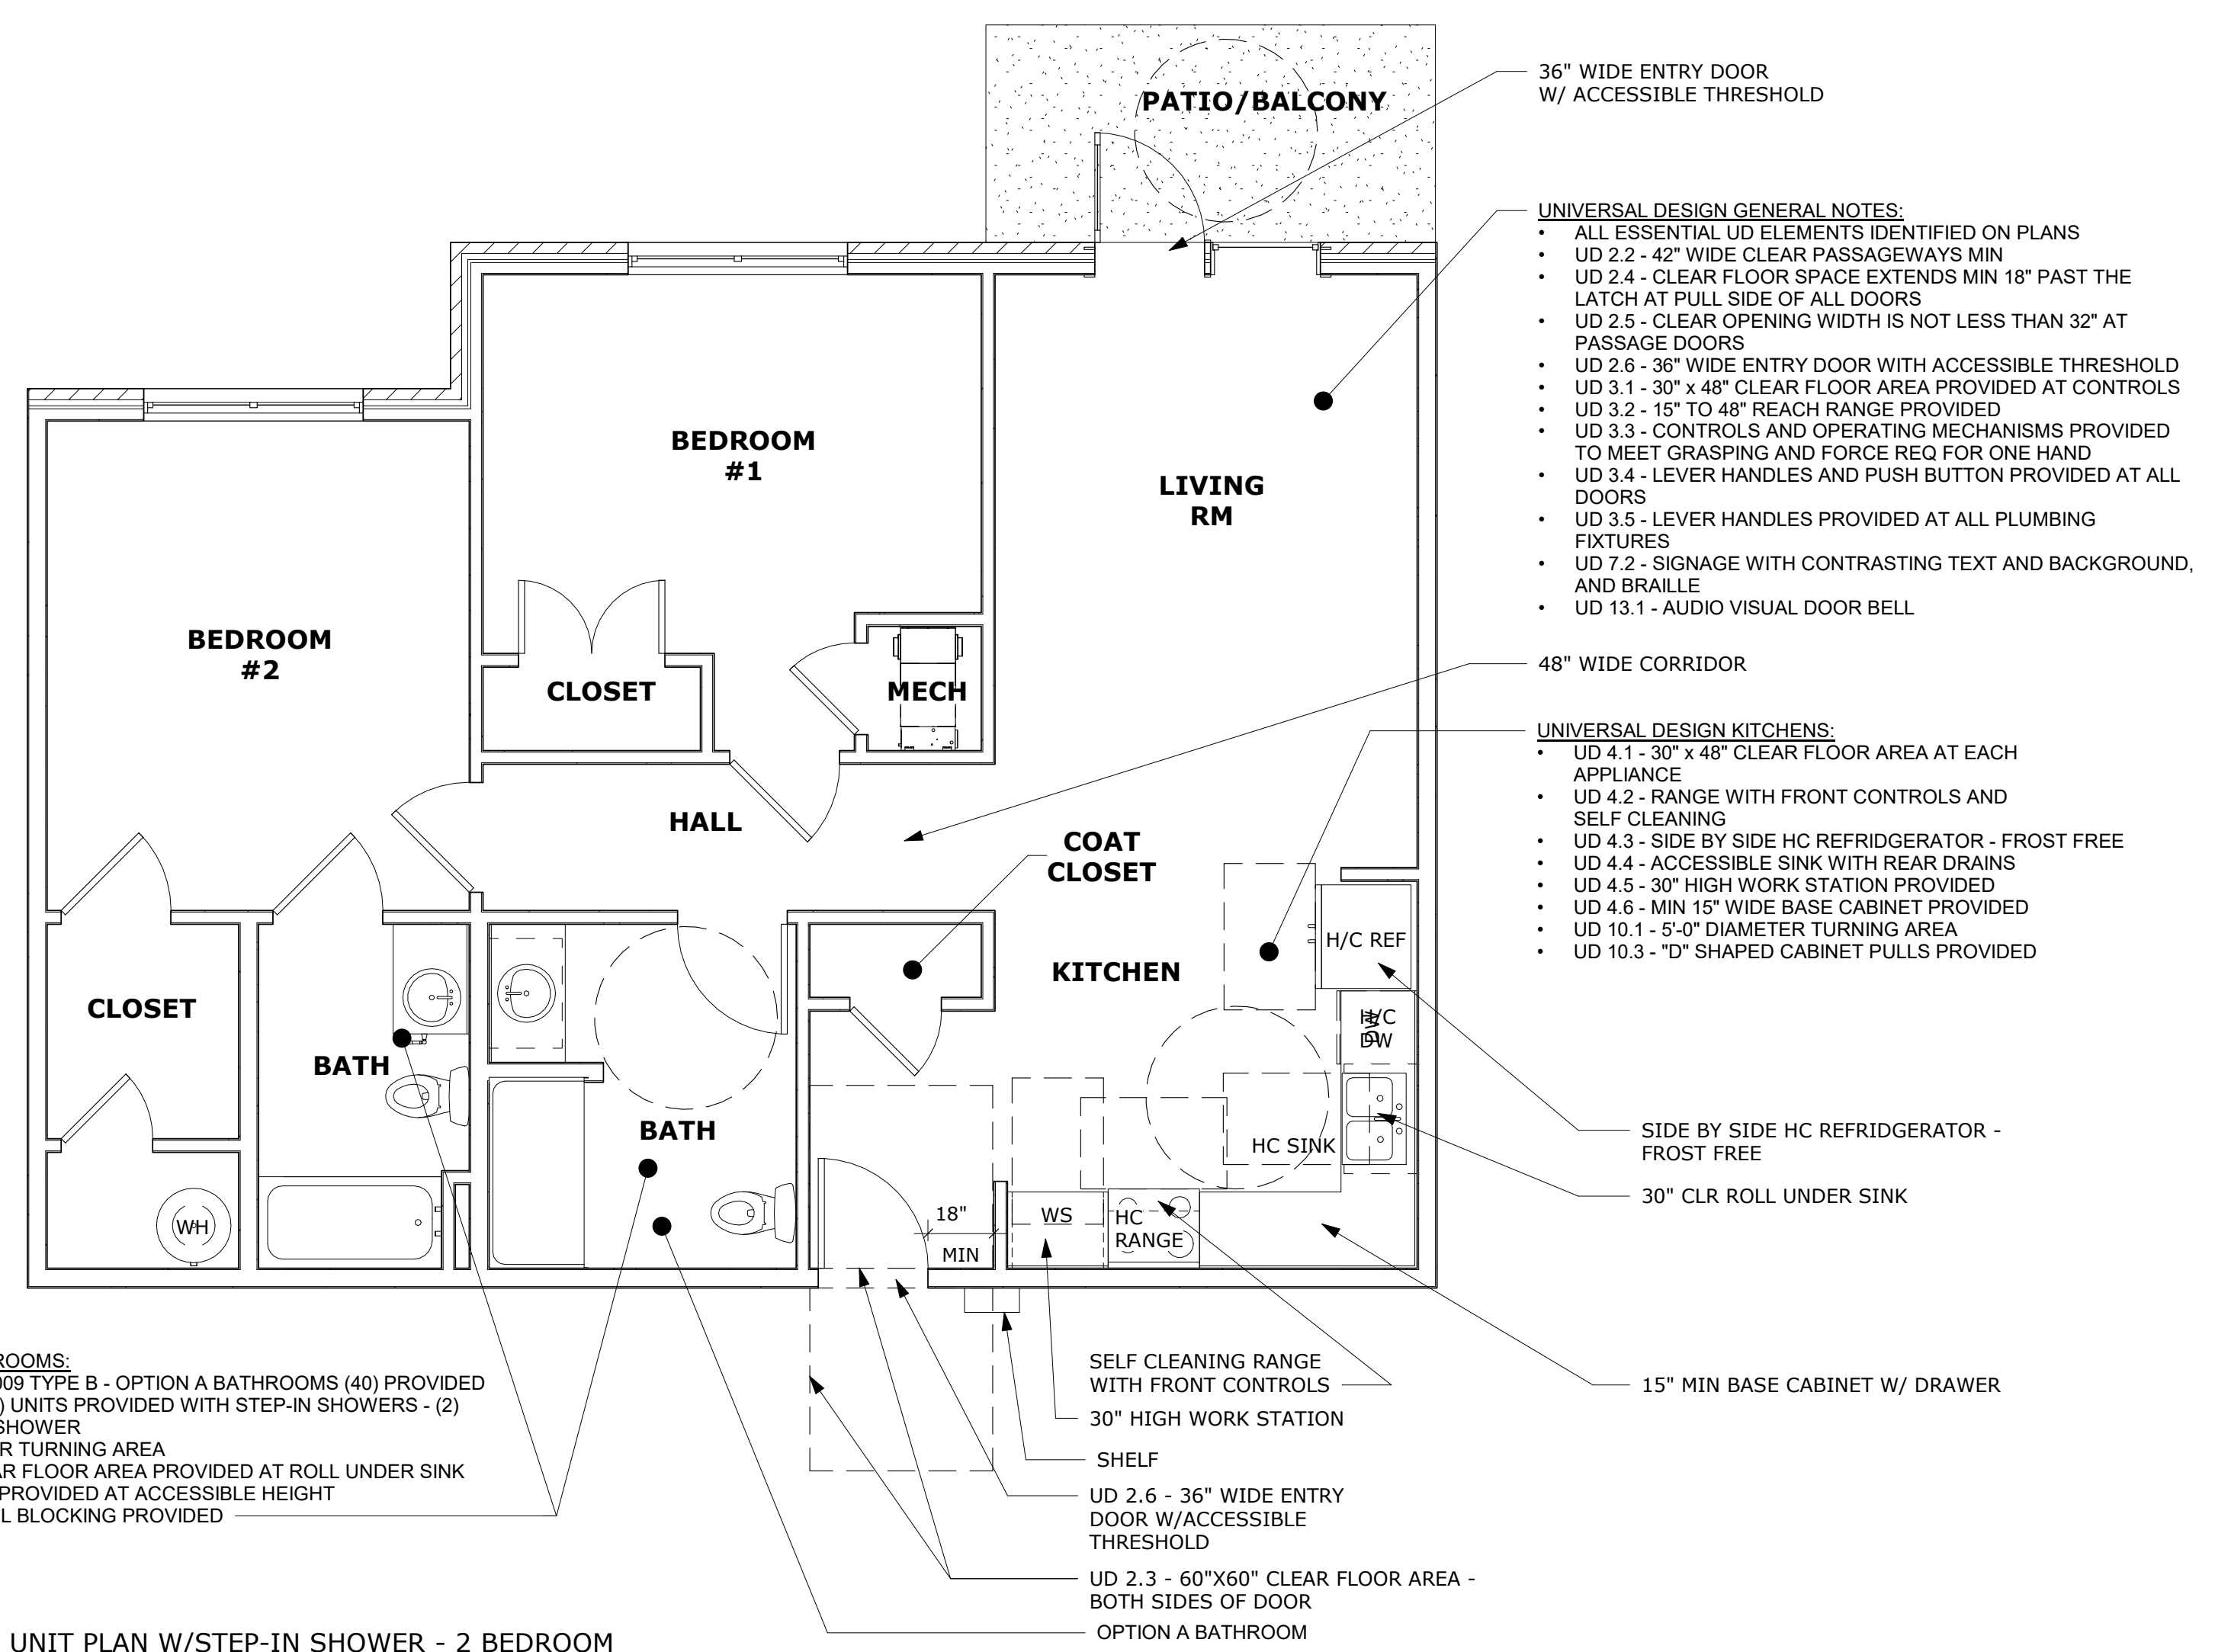 PATIO/BALCONY
36" WIDE ENTRY DOOR
W/ ACCESSIBLE THRESHOLD
UNIVERSAL DESIGN GENERAL NOTES:
• ALL ESSENTIAL UD ELEMENTS IDENTIFIED ON PLANS
• UD 2.2 - 42" WIDE CLEAR PASSAGEWAYS MIN
• UD 2.4 - CLEAR FLOOR SPACE EXTENDS MIN 18" PAST THE
LATCH AT PULL SIDE OF ALL DOORS
• UD 2.5 - CLEAR OPENING WIDTH IS NOT LESS THAN 32" AT
PASSAGE DOORS
• UD 2.6 - 36" WIDE ENTRY DOOR WITH ACCESSIBLE THRESHOLD
• UD 3.1 - 30" x 48" CLEAR FLOOR AREA PROVIDED AT CONTROLS
• UD 3.2 - 15" TO 48" REACH RANGE PROVIDED
• UD 3.3 - CONTROLS AND OPERATING MECHANISMS PROVIDED
TO MEET GRASPING AND FORCE REQ FOR ONE HAND
• UD 3.4 - LEVER HANDLES AND PUSH BUTTON PROVIDED AT ALL
DOORS
• UD 3.5 - LEVER HANDLES PROVIDED AT ALL PLUMBING
FIXTURES
• UD 7.2 - SIGNAGE WITH CONTRASTING TEXT AND BACKGROUND,
AND BRAILLE
• UD 13.1 - AUDIO VISUAL DOOR BELL
BEDROOM
#1
LIVING
RM
BEDROOM
#2
CLOSET
MECH
48" WIDE CORRIDOR
UNIVERSAL DESIGN KITCHENS:
• UD 4.1 - 30" x 48" CLEAR FLOOR AREA AT EACH
APPLIANCE
• UD 4.2 - RANGE WITH FRONT CONTROLS AND
SELF CLEANING
• UD 4.3 - SIDE BY SIDE HC REFRIDGERATOR - FROST FREE
• UD 4.4 - ACCESSIBLE SINK WITH REAR DRAINS
• UD 4.5 - 30" HIGH WORK STATION PROVIDED
• UD 4.6 - MIN 15" WIDE BASE CABINET PROVIDED
• UD 10.1 - 5'-0" DIAMETER TURNING AREA
• UD 10.3 - "D" SHAPED CABINET PULLS PROVIDED
HALL
COAT
CLOSET
H/C REF
KITCHEN
CLOSET
H/C
DW
DW
BATH
BATH
HC SINK
SIDE BY SIDE HC REFRIDGERATOR -
FROST FREE
30" CLR ROLL UNDER SINK
WH
18"
MIN
WS
HC
RANGE
15" MIN BASE CABINET W/ DRAWER
SELF CLEANING RANGE
WITH FRONT CONTROLS
30" HIGH WORK STATION
SHELF
UD 2.6 - 36" WIDE ENTRY
DOOR W/ACCESSIBLE
THRESHOLD
UD 2.3 - 60"X60" CLEAR FLOOR AREA -
BOTH SIDES OF DOOR
OPTION A BATHROOM
ROOMS:
009 TYPE B - OPTION A BATHROOMS (40) PROVIDED
) UNITS PROVIDED WITH STEP-IN SHOWERS - (2)
SHOWER
R TURNING AREA
AR FLOOR AREA PROVIDED AT ROLL UNDER SINK
PROVIDED AT ACCESSIBLE HEIGHT
L BLOCKING PROVIDED
UNIT PLAN W/STEP-IN SHOWER - 2 BEDROOM